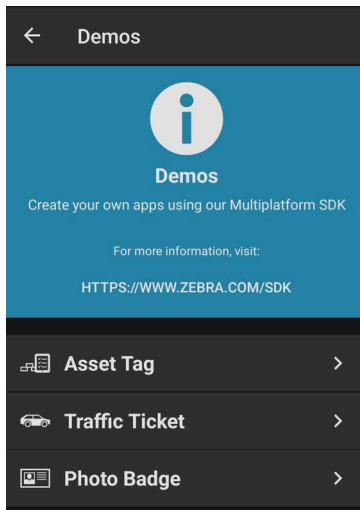 Demos
Demos
Create your own apps using our Multiplatform SDK
For more information, visit:
HTTPS://WWW.ZEBRA.COM/SDK
Asset Tag
Traffic Ticket
Photo Badge